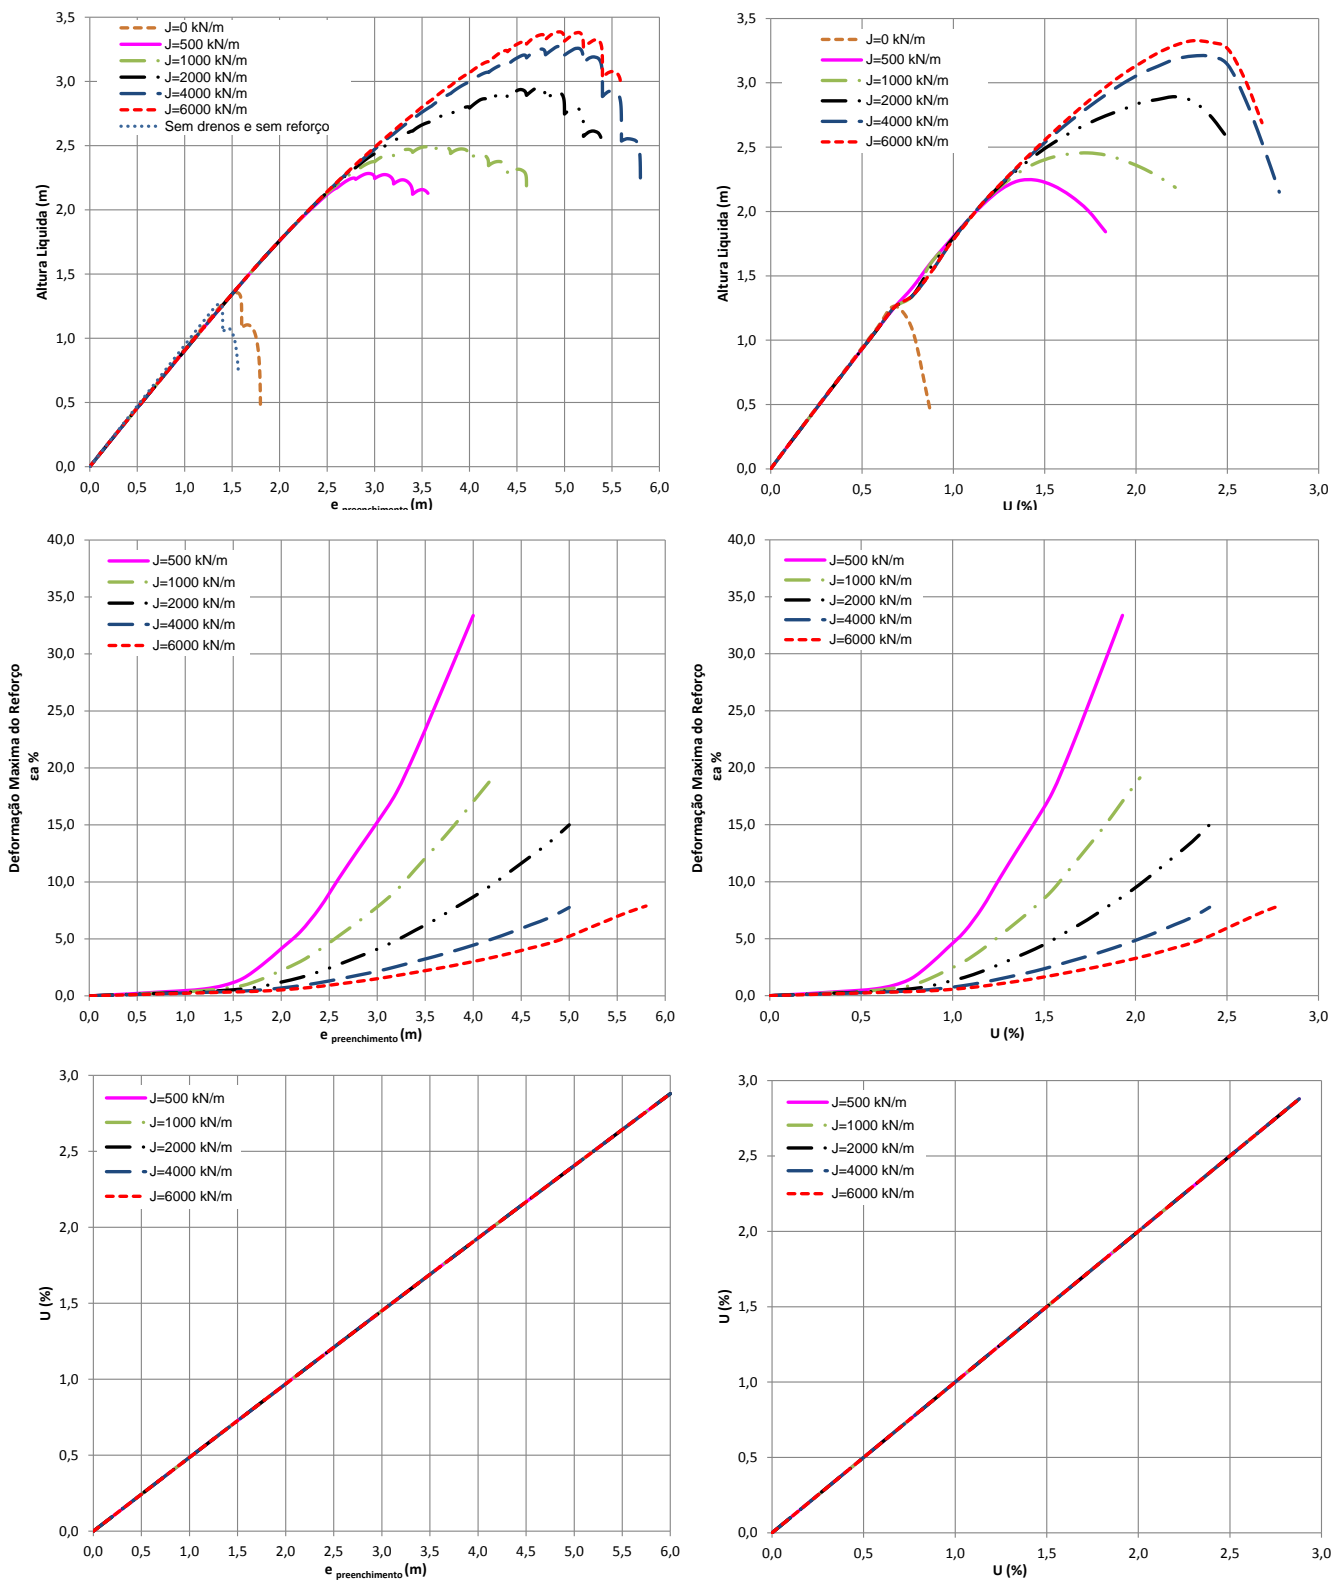 3,5
3,0
2,5
2,0
1,5
1,0
0,5
0,0
Altura Liquida (m)
J=0 kN/m
J=500 kN/m
J=1000 kN/m
J=2000 kN/m
J=4000 kN/m
J=6000 kN/m
Sem drenos e sem reforço
0,0 0,5 1,0 1,5 2,0 2,5 3,0 3,5 4,0 4,5 5,0 5,5 6,0
e preenchimento (m)
3,5
3,0
2,5
2,0
1,5
1,0
0,5
0,0
Altura Liquida (m)
J=0 kN/m
J=500 kN/m
J=1000 kN/m
J=2000 kN/m
J=4000 kN/m
J=6000 kN/m
0,0 0,5 1,0 1,5 2,0 2,5 3,0
U (%)
40,0
35,0
30,0
25,0
20,0
15,0
10,0
5,0
0,0
Deformação Maxima do Reforço
εa %
J=500 kN/m
J=1000 kN/m
J=2000 kN/m
J=4000 kN/m
J=6000 kN/m
0,0 0,5 1,0 1,5 2,0 2,5 3,0 3,5 4,0 4,5 5,0 5,5 6,0
e preenchimento (m)
40,0
35,0
30,0
25,0
20,0
15,0
10,0
5,0
0,0
Deformação Maxima do Reforço
εa %
J=500 kN/m
J=1000 kN/m
J=2000 kN/m
J=4000 kN/m
J=6000 kN/m
0,0 0,5 1,0 1,5 2,0 2,5 3,0
U (%)
3,0
2,5
2,0
1,5
1,0
0,5
0,0
U (%)
J=500 kN/m
J=1000 kN/m
J=2000 kN/m
J=4000 kN/m
J=6000 kN/m
0,0 0,5 1,0 1,5 2,0 2,5 3,0 3,5 4,0 4,5 5,0 5,5 6,0
e preenchimento (m)
3,0
2,5
2,0
1,5
1,0
0,5
0,0
U (%)
J=500 kN/m
J=1000 kN/m
J=2000 kN/m
J=4000 kN/m
J=6000 kN/m
0,0 0,5 1,0 1,5 2,0 2,5 3,0
U (%)